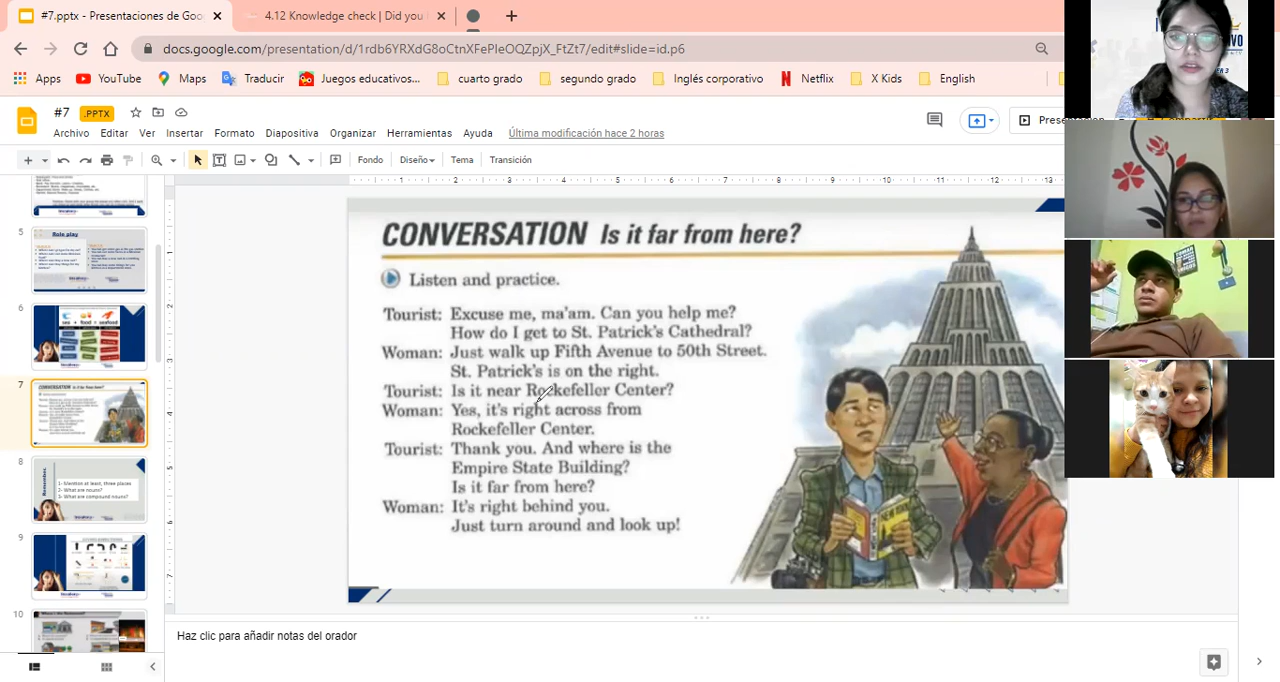 #7.pptx - Presentaciones de Goo
4.12 Knowledge check | Did you
docs.google.com/presentation/d/1rdb6YRXdG8oCtnXFePIeOQZpjX_FtZt7/edit#slide=id.p6
Apps YouTube Maps Traducir Juegos educativos... cuarto grado segundo grado Inglés corporativo Netflix X Kids English
#7 .PPTX
Archivo Editar Ver Insertar Formato Diapositiva Organizar Herramientas Ayuda Última modificación hace 2 horas
Fondo Diseño Tema Transición
CONVERSATION Is it far from here?
Listen and practice.
Tourist: Excuse me, ma'am. Can you help me?
How do I get to St. Patrick's Cathedral?
Woman: Just walk up Fifth Avenue to 50th Street.
St. Patrick's is on the right.
Tourist: Is it near Rockefeller Center?
Woman: Yes, it's right across from
Rockefeller Center.
Tourist: Thank you. And where is the
Empire State Building?
Is it far from here?
Woman: It's right behind you.
Just turn around and look up!
5
Role play
6
7
8
Remember
1- Mention at least, three places
2- What are nouns?
3- What are compound nouns?
9
10
Haz clic para añadir notas del orador